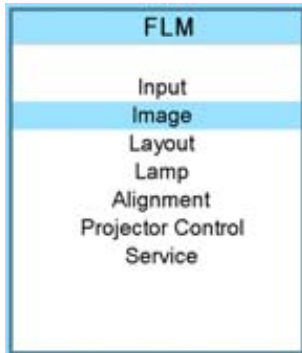 FLM
Input
Image
Layout
Lamp
Alignment
Projector Control
Service